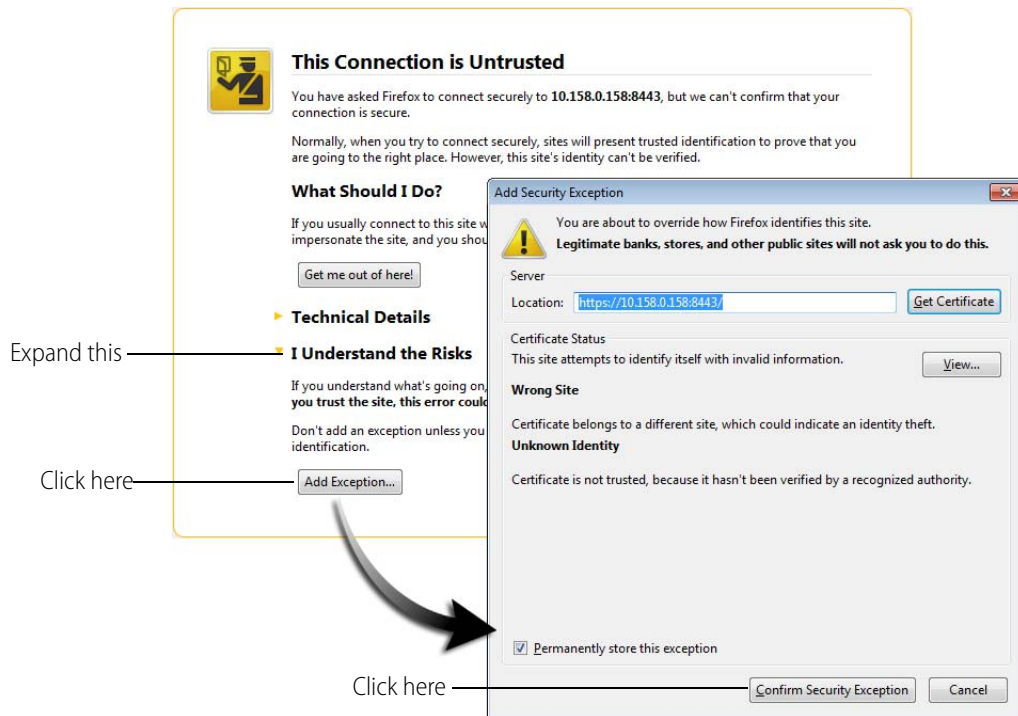 This Connection is Untrusted
You have asked Firefox to connect securely to 10.158.0.158:8443, but we can't confirm that your
connection is secure.
Normally, when you try to connect securely, sites will present trusted identification to prove that you
are going to the right place. However, this site's identity can't be verified.
What Should I Do?
If you usually connect to this site w
impersonate the site, and you shou
Get me out of here!
Technical Details
Expand this
I Understand the Risks
If you understand what's going on,
you trust the site, this error could
Don't add an exception unless you
identification.
Click here
Add Exception...
Add Security Exception
You are about to override how Firefox identifies this site.
Legitimate banks, stores, and other public sites will not ask you to do this.
Server
Location: https://10.158.0.158:8443/ Get Certificate
Certificate Status
This site attempts to identify itself with invalid information.
View...
Wrong Site
Certificate belongs to a different site, which could indicate an identity theft.
Unknown Identity
Certificate is not trusted, because it hasn't been verified by a recognized authority.
Permanently store this exception
Click here
Confirm Security Exception Cancel